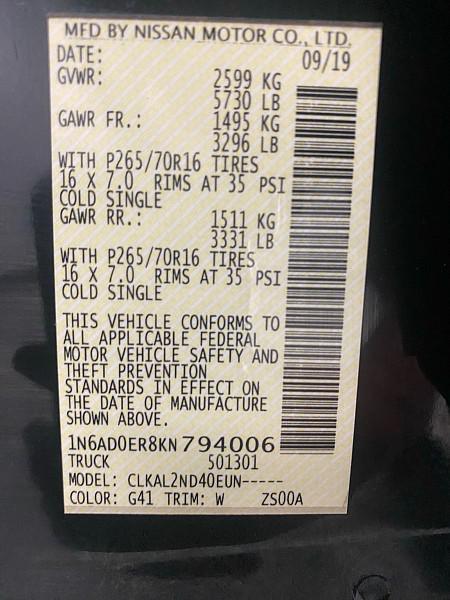 MFD BY NISSAN MOTOR CO., LTD.
DATE: 09/19
GVWR: 2599 KG
5730 LB
GAWR FR.: 1495 KG
3296 LB
WITH P265/70R16 TIRES
16 X 7.0 RIMS AT 35 PSI
COLD SINGLE
GAWR RR.: 1511 KG
3331 LB
WITH P265/70R16 TIRES
16 X 7.0 RIMS AT 35 PSI
COLD SINGLE
THIS VEHICLE CONFORMS TO
ALL APPLICABLE FEDERAL
MOTOR VEHICLE SAFETY AND
THEFT PREVENTION
STANDARDS IN EFFECT ON
THE DATE OF MANUFACTURE
SHOWN ABOVE.
1N6AD0ER8KN794006
TRUCK 501301
MODEL: CLKAL2ND40EUN-----
COLOR: G41 TRIM: W ZS00A